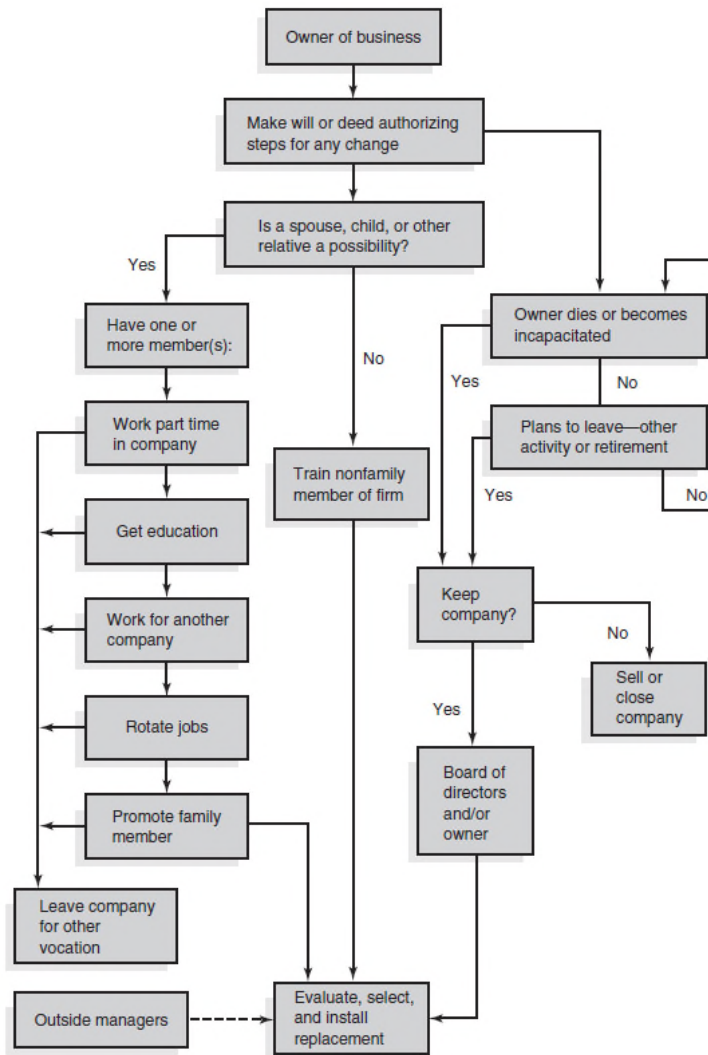 Owner of business
Make will or deed authorizing
steps for any change
Is a spouse, child, or other
relative a possibility?
Yes
Have one or
more member(s):
Owner dies or becomes
incapacitated
No
Yes
No
Work part time
in company
Plans to leave—other
activity or retirement
Train nonfamily
member of firm
Yes
No
Get education
Keep
company?
Work for another
company
No
Sell or
close
company
Rotate jobs
Yes
Board of
directors
and/or
owner
Promote family
member
Leave company
for other
vocation
Evaluate, select,
and install
replacement
Outside managers